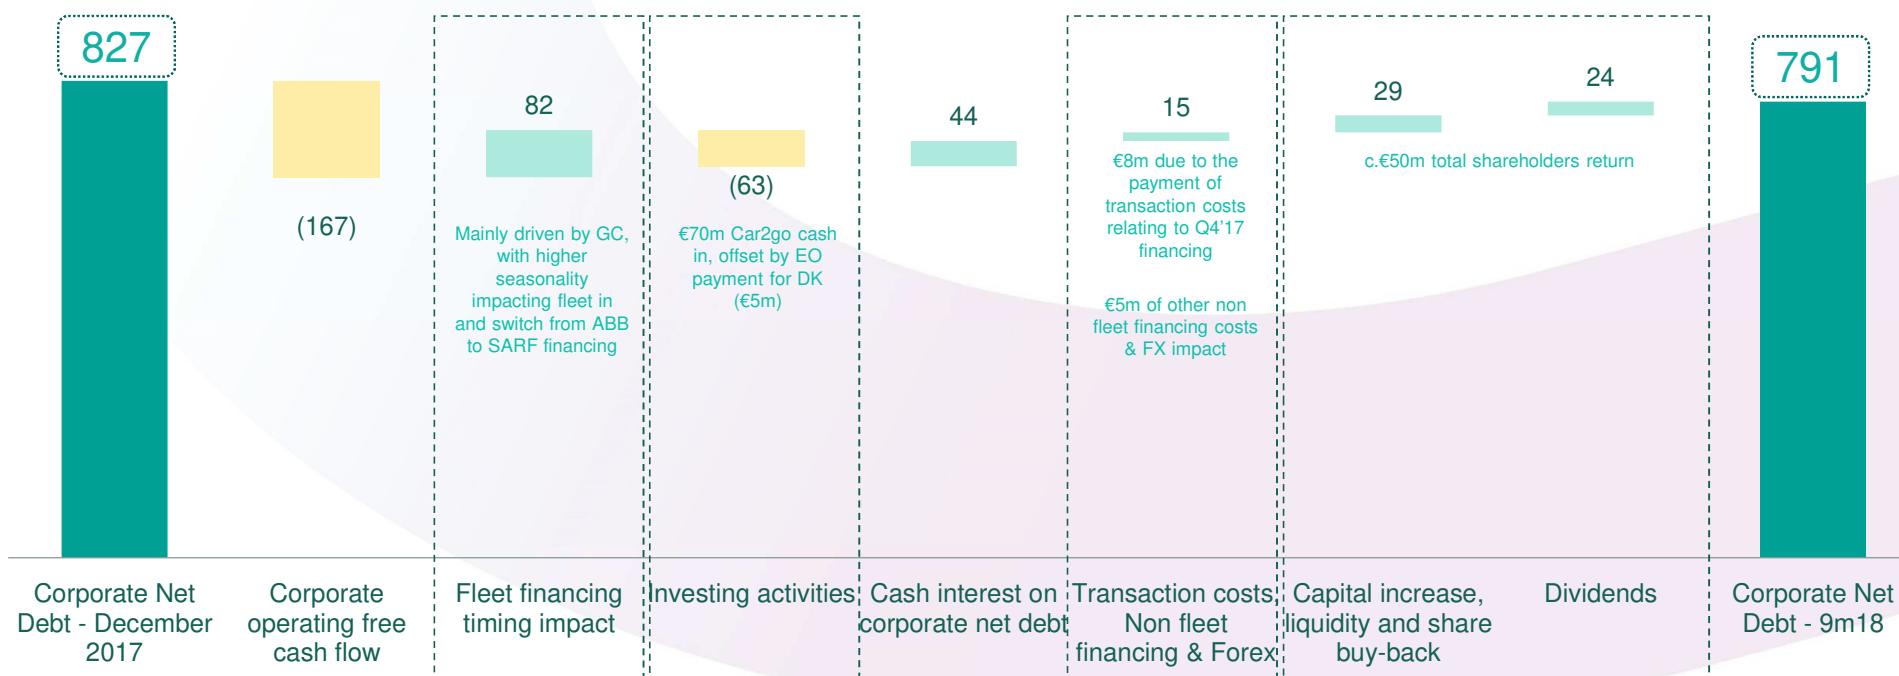 827
(167)
82
Mainly driven by GC,
with higher
seasonality
impacting fleet in
and switch from ABB
to SARF financing
(63)
€70m Car2go cash
in, offset by EO
payment for DK
(€5m)
44
15
€8m due to the
payment of
transaction costs
relating to Q4'17
financing
€5m of other non
fleet financing costs
& FX impact
29
24
c.€50m total shareholders return
791
Corporate Net
Debt - December
2017
Corporate
operating free
cash flow
Fleet financing
timing impact
Investing activities
Cash interest on
corporate net debt
Transaction costs
Non fleet
financing & Forex
Capital increase,
liquidity and share
buy-back
Dividends
Corporate Net
Debt - 9m18